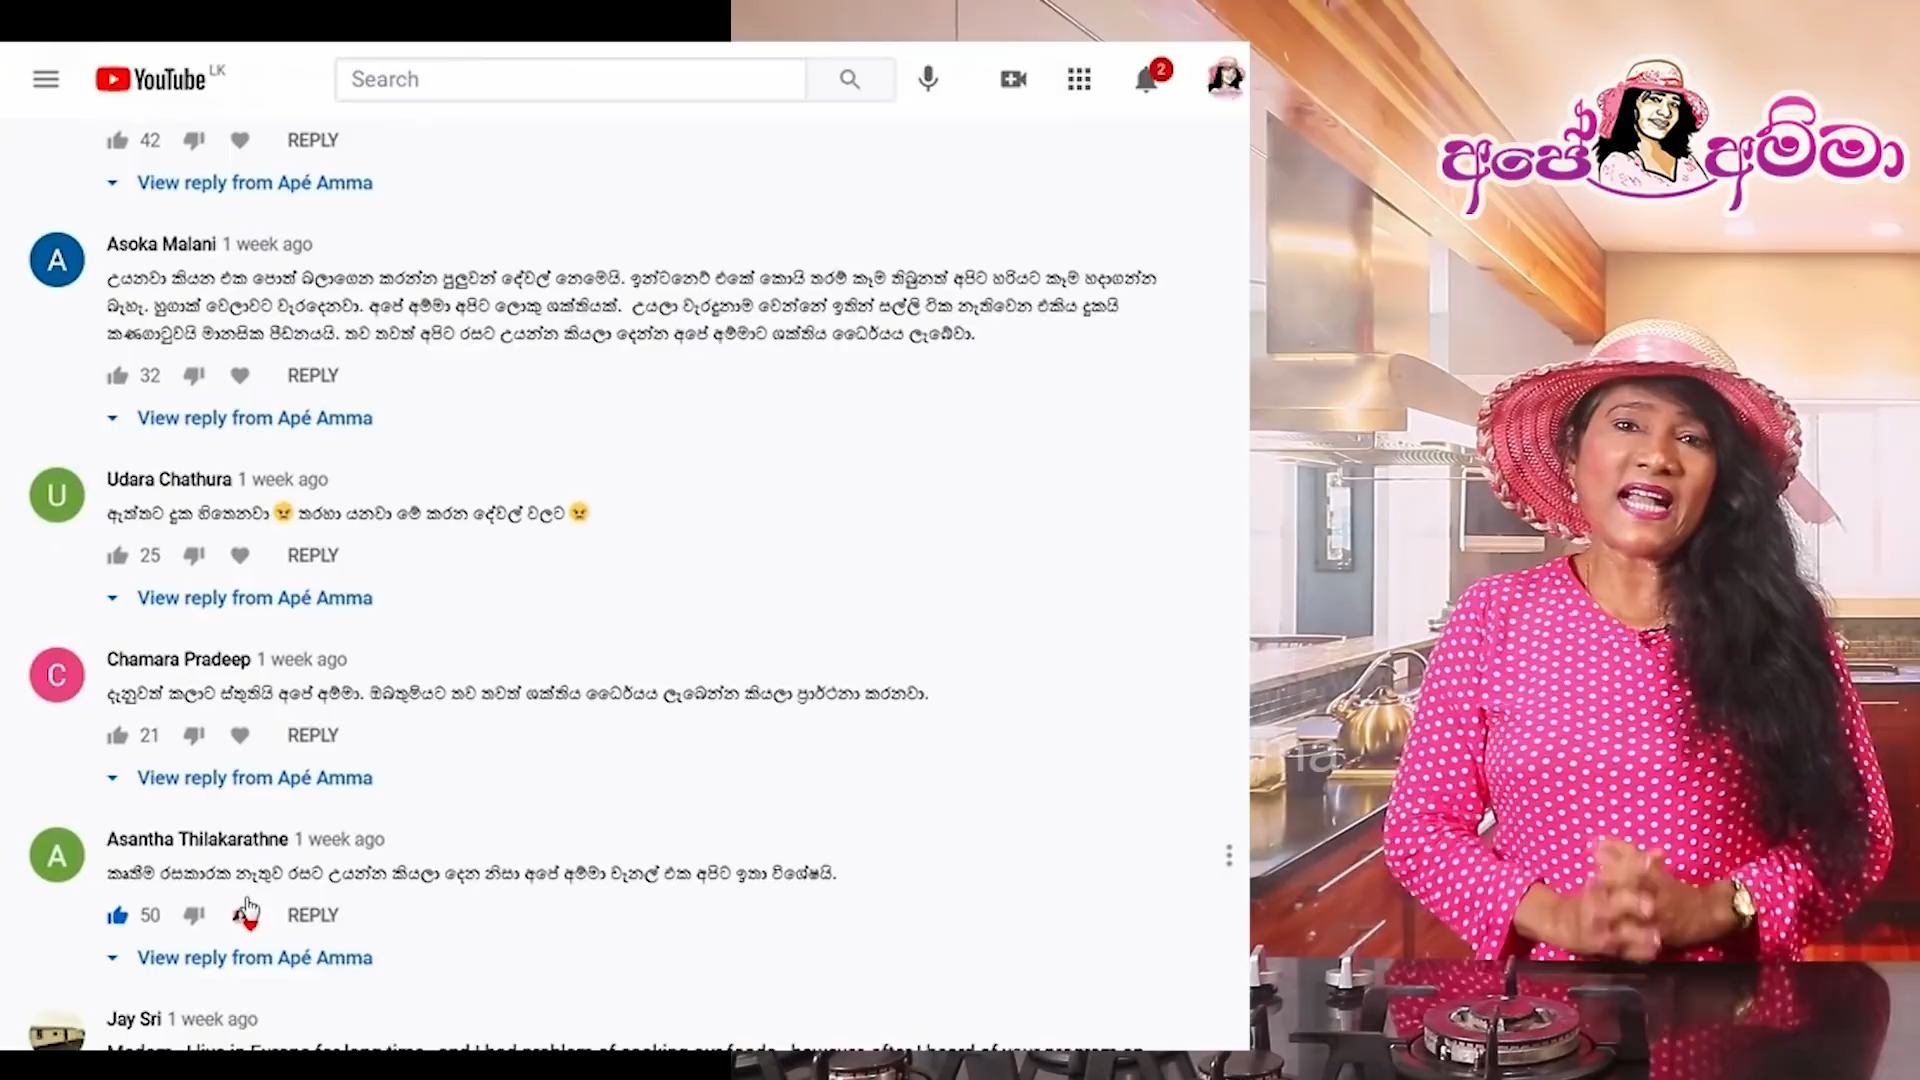 YouTube LK
Search
2
අපේ අම්මා
42 REPLY
View reply from Apé Amma
A
Asoka Malani 1 week ago
උයනවා කියන එක පොත් බලාගෙන කරන්න පුලුවන් දේවල් නෙමෙයි. ඉන්ටනෙට් එකේ කොයි තරම් කෑම තිබුනත් අපිට හරියට කෑම හදාගන්න
බැහැ. හුගාක් වෙලාවට වැරදෙනවා. අපේ අම්මා අපිට ලොකු ශක්තියක්. උයලා වැරදුනාම වෙන්නේ ඉතින් සල්ලි ටික නැතිවෙන එකිය දුකයි
කණගාටුවයි මානසික පීඩනයයි. තව තවත් අපිට රසට උයන්න කියලා දෙන්න අපේ අම්මාට ශක්තිය ධෛර්යය ලැබේවා.
32 REPLY
View reply from Apé Amma
U
Udara Chathura 1 week ago
ඇත්තට දුක හිතෙනවා 😠 තරහා යනවා මේ කරන දේවල් වලට 😠
25 REPLY
View reply from Apé Amma
C
Chamara Pradeep 1 week ago
දැනුවත් කලාට ස්තුතියි අපේ අම්මා. ඔබතුමියට තව තවත් ශක්තිය ධෛර්යය ලැබෙන්න කියලා ප්‍රාර්ථනා කරනවා.
21 REPLY
View reply from Apé Amma
A
Asantha Thilakarathne 1 week ago
කෘතීම රසකාරක නැතුව රසට උයන්න කියලා දෙන නිසා අපේ අම්මා චැනල් එක අපිට ඉතා විශේෂයි.
50 REPLY
View reply from Apé Amma
Jay Sri 1 week ago